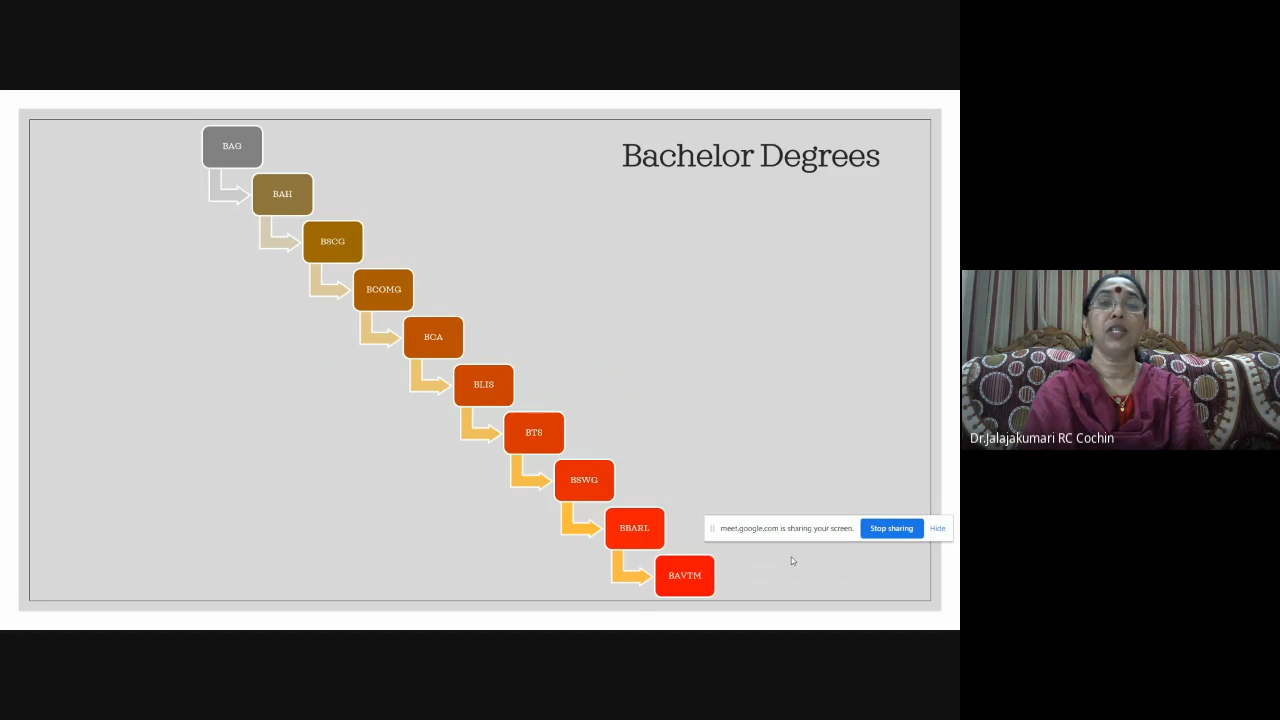 Bachelor Degrees
BAG
BAH
BSCG
BCOMG
BCA
BLIS
BTS
BSWG
BBARL
BAVTM
meet.google.com is sharing your screen.
Stop sharing
Hide
Dr.Jalajakumari RC Cochin